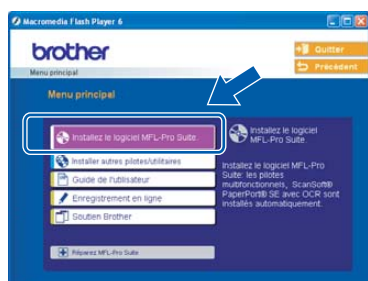 Macromedia Flash Player 6
brother
Quitter
Précédent
Menu principal
Menu principal
Installez le logiciel MFL-Pro Suite.
Installer autres pilotes/utilitaires
Guide de l'utilisateur
Enregistrement en ligne
Soutien Brother
Réparez MFL-Pro Suite
Installez le logiciel
MFL-Pro Suite.
Installez le logiciel MFL-Pro
Suite: les pilotes
multifonctionnels, ScanSoft®
PaperPort® SE avec OCR sont
installés automatiquement.